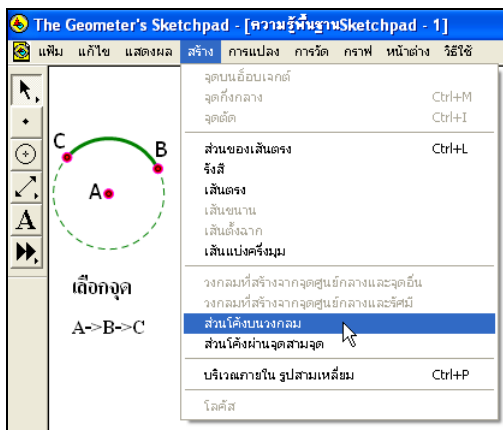 The Geometer's Sketchpad - [ความรู้พื้นฐานSketchpad - 1]
แฟ้ม แก้ไข แสดงผล สร้าง การแปลง การวัด กราฟ หน้าต่าง วิธีใช้
จุดบนอ็อบเจกต์
จุดกึ่งกลาง Ctrl+M
จุดตัด Ctrl+I
ส่วนของเส้นตรง Ctrl+L
รังสี
เส้นตรง
เส้นขนาน
เส้นตั้งฉาก
เส้นแบ่งครึ่งมุม
วงกลมที่สร้างจากจุดศูนย์กลางและจุดอื่น
วงกลมที่สร้างจากจุดศูนย์กลางและรัศมี
ส่วนโค้งบนวงกลม
ส่วนโค้งผ่านจุดสามจุด
บริเวณภายใน รูปสามเหลี่ยม Ctrl+P
โลคัส
A
C
B
A
เลือกจุด
A->B->C